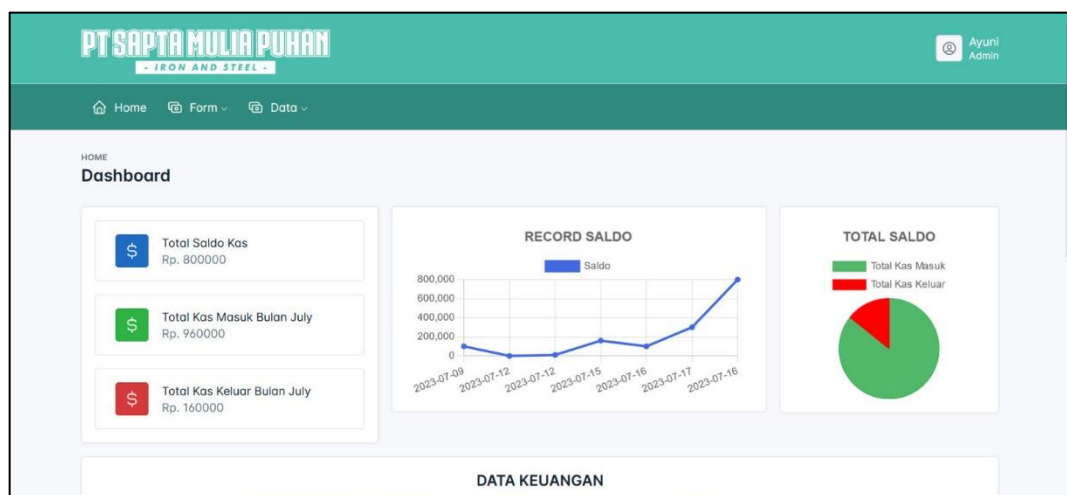 PT SAPTA MULIA PUHAN
- IRON AND STEEL -
Ayuni
Admin
Home Form Data
HOME
Dashboard
Total Saldo Kas
Rp. 800000
Total Kas Masuk Bulan July
Rp. 960000
Total Kas Keluar Bulan July
Rp. 160000
RECORD SALDO
Saldo
800,000
600,000
400,000
200,000
0
2023-07-09
2023-07-12
2023-07-12
2023-07-15
2023-07-16
2023-07-17
2023-07-16
TOTAL SALDO
Total Kas Masuk
Total Kas Keluar
DATA KEUANGAN